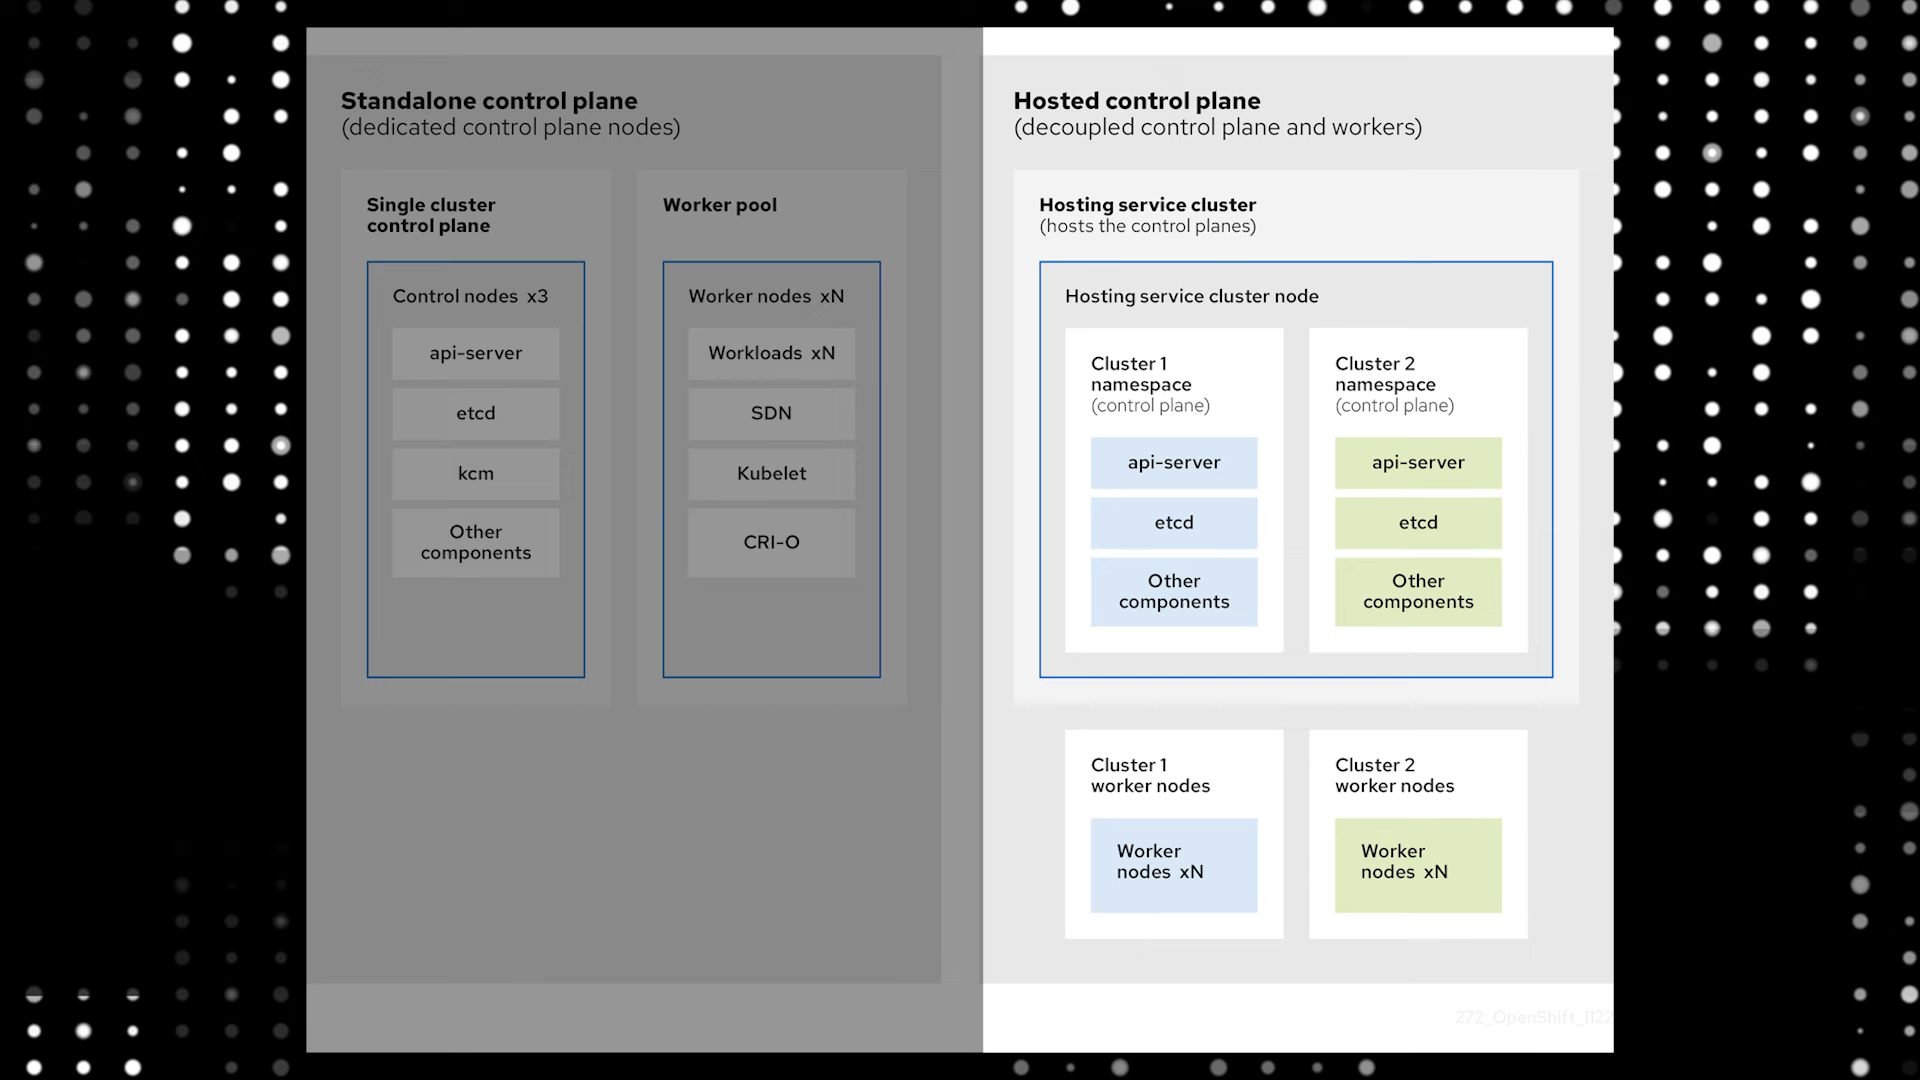 Standalone control plane
(dedicated control plane nodes)
Single cluster
control plane
Control nodes x3
api-server
etcd
kcm
Other
components
Worker pool
Worker nodes xN
Workloads xN
SDN
Kubelet
CRI-O
Hosted control plane
(decoupled control plane and workers)
Hosting service cluster
(hosts the control planes)
Hosting service cluster node
Cluster 1
namespace
(control plane)
api-server
etcd
Other
components
Cluster 2
namespace
(control plane)
api-server
etcd
Other
components
Cluster 1
worker nodes
Worker
nodes xN
Cluster 2
worker nodes
Worker
nodes xN
272_OpenShift_1122